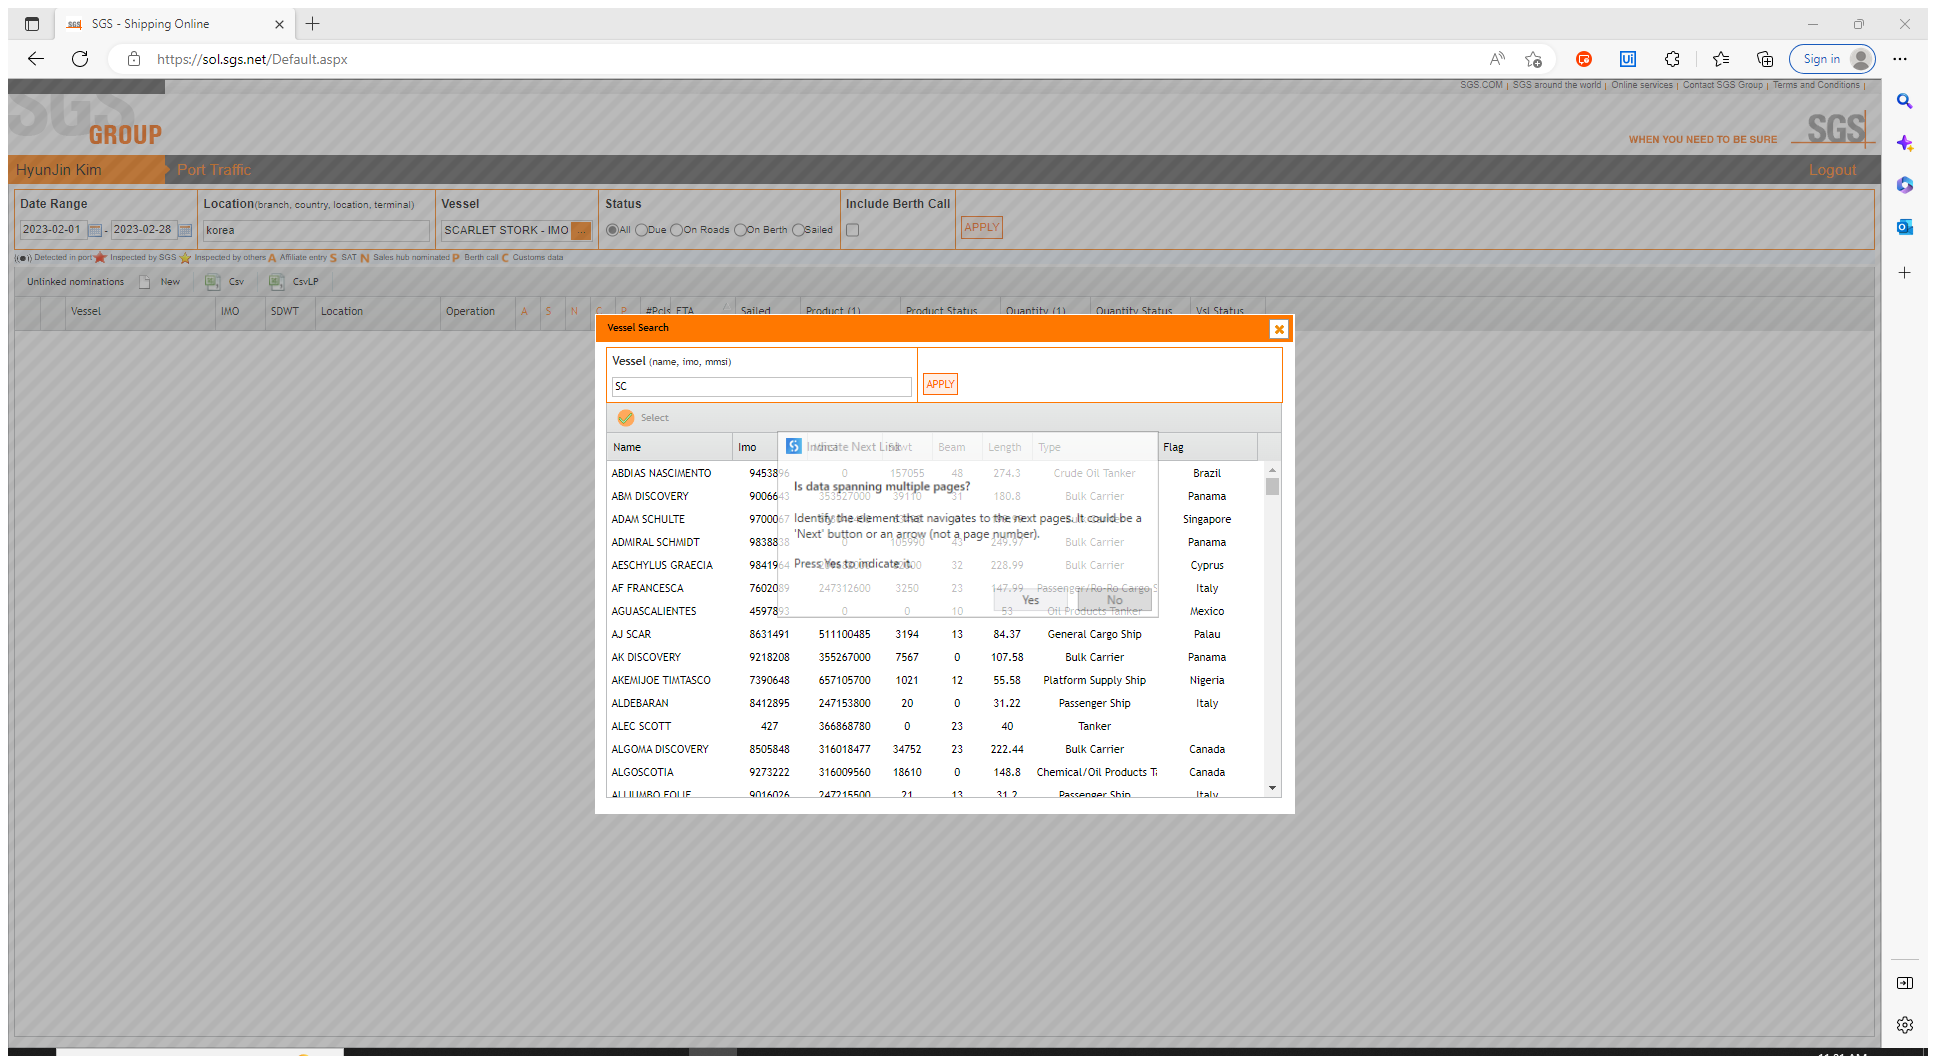 SGS - Shipping Online
https://sol.sgs.net/Default.aspx
Sign in
SGS.COM | SGS around the world | Online services | Contact SGS Group | Terms and Conditions |
SGS
GROUP
WHEN YOU NEED TO BE SURE
SGS
HyunJin Kim
Port Traffic
Logout
Date Range
Location(branch, country, location, terminal)
Vessel
Status
Include Berth Call
2023-02-01 - 2023-02-28
korea
SCARLET STORK - IMO ...
All Due On Roads On Berth Sailed
APPLY
Detected in port Inspected by SGS Inspected by others A Affiliate entry S SAT N Sales hub nominated P Berth call C Customs data
Unlinked nominations New Csv CsvLP
Vessel IMO SDWT Location Operation A S N C P #Pcls ETA Sailed Product (1) Product Status Quantity (1) Quantity Status Vsl Status
Vessel Search
Vessel (name, imo, mmsi)
SC
APPLY
Select
Name Imo Beam Length Type Flag
Indicate Next Link
Is data spanning multiple pages?
Identify the element that navigates to the next pages. It could be a
'Next' button or an arrow (not a page number).
Press Yes to indicate it.
Yes No
ABDIAS NASCIMENTO 9453896 0 157055 48 274.3 Crude Oil Tanker Brazil
ABM DISCOVERY 9006643 353527000 39110 31 180.8 Bulk Carrier Panama
ADAM SCHULTE 9700067 Singapore
ADMIRAL SCHMIDT 9838838 0 105990 43 249.97 Bulk Carrier Panama
AESCHYLUS GRAECIA 9841964 32 228.99 Bulk Carrier Cyprus
AF FRANCESCA 7602089 247312600 3250 23 147.99 Passenger/Ro-Ro Cargo S Italy
AGUASCALIENTES 4597893 0 0 10 53 Oil Products Tanker Mexico
AJ SCAR 8631491 511100485 3194 13 84.37 General Cargo Ship Palau
AK DISCOVERY 9218208 355267000 7567 0 107.58 Bulk Carrier Panama
AKEMIJOE TIMTASCO 7390648 657105700 1021 12 55.58 Platform Supply Ship Nigeria
ALDEBARAN 8412895 247153800 20 0 31.22 Passenger Ship Italy
ALEC SCOTT 427 366868780 0 23 40 Tanker
ALGOMA DISCOVERY 8505848 316018477 34752 23 222.44 Bulk Carrier Canada
ALGOSCOTIA 9273222 316009560 18610 0 148.8 Chemical/Oil Products Ta Canada
ALIJUMBO EOLIE 9016026 247215500 21 13 31.2 Passenger Ship Italy